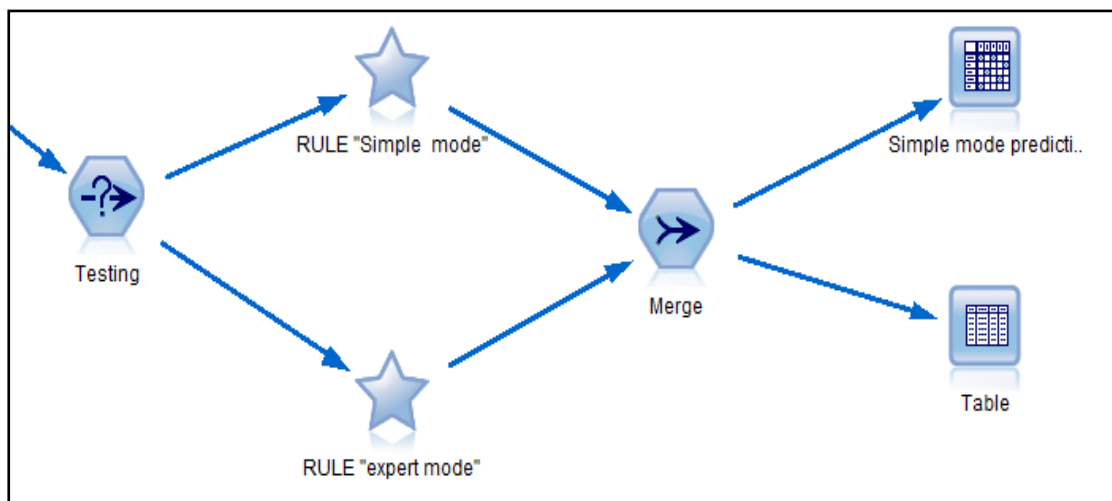 RULE "Simple  mode"
Simple mode predicti..
Testing
Merge
RULE "expert mode"
Table